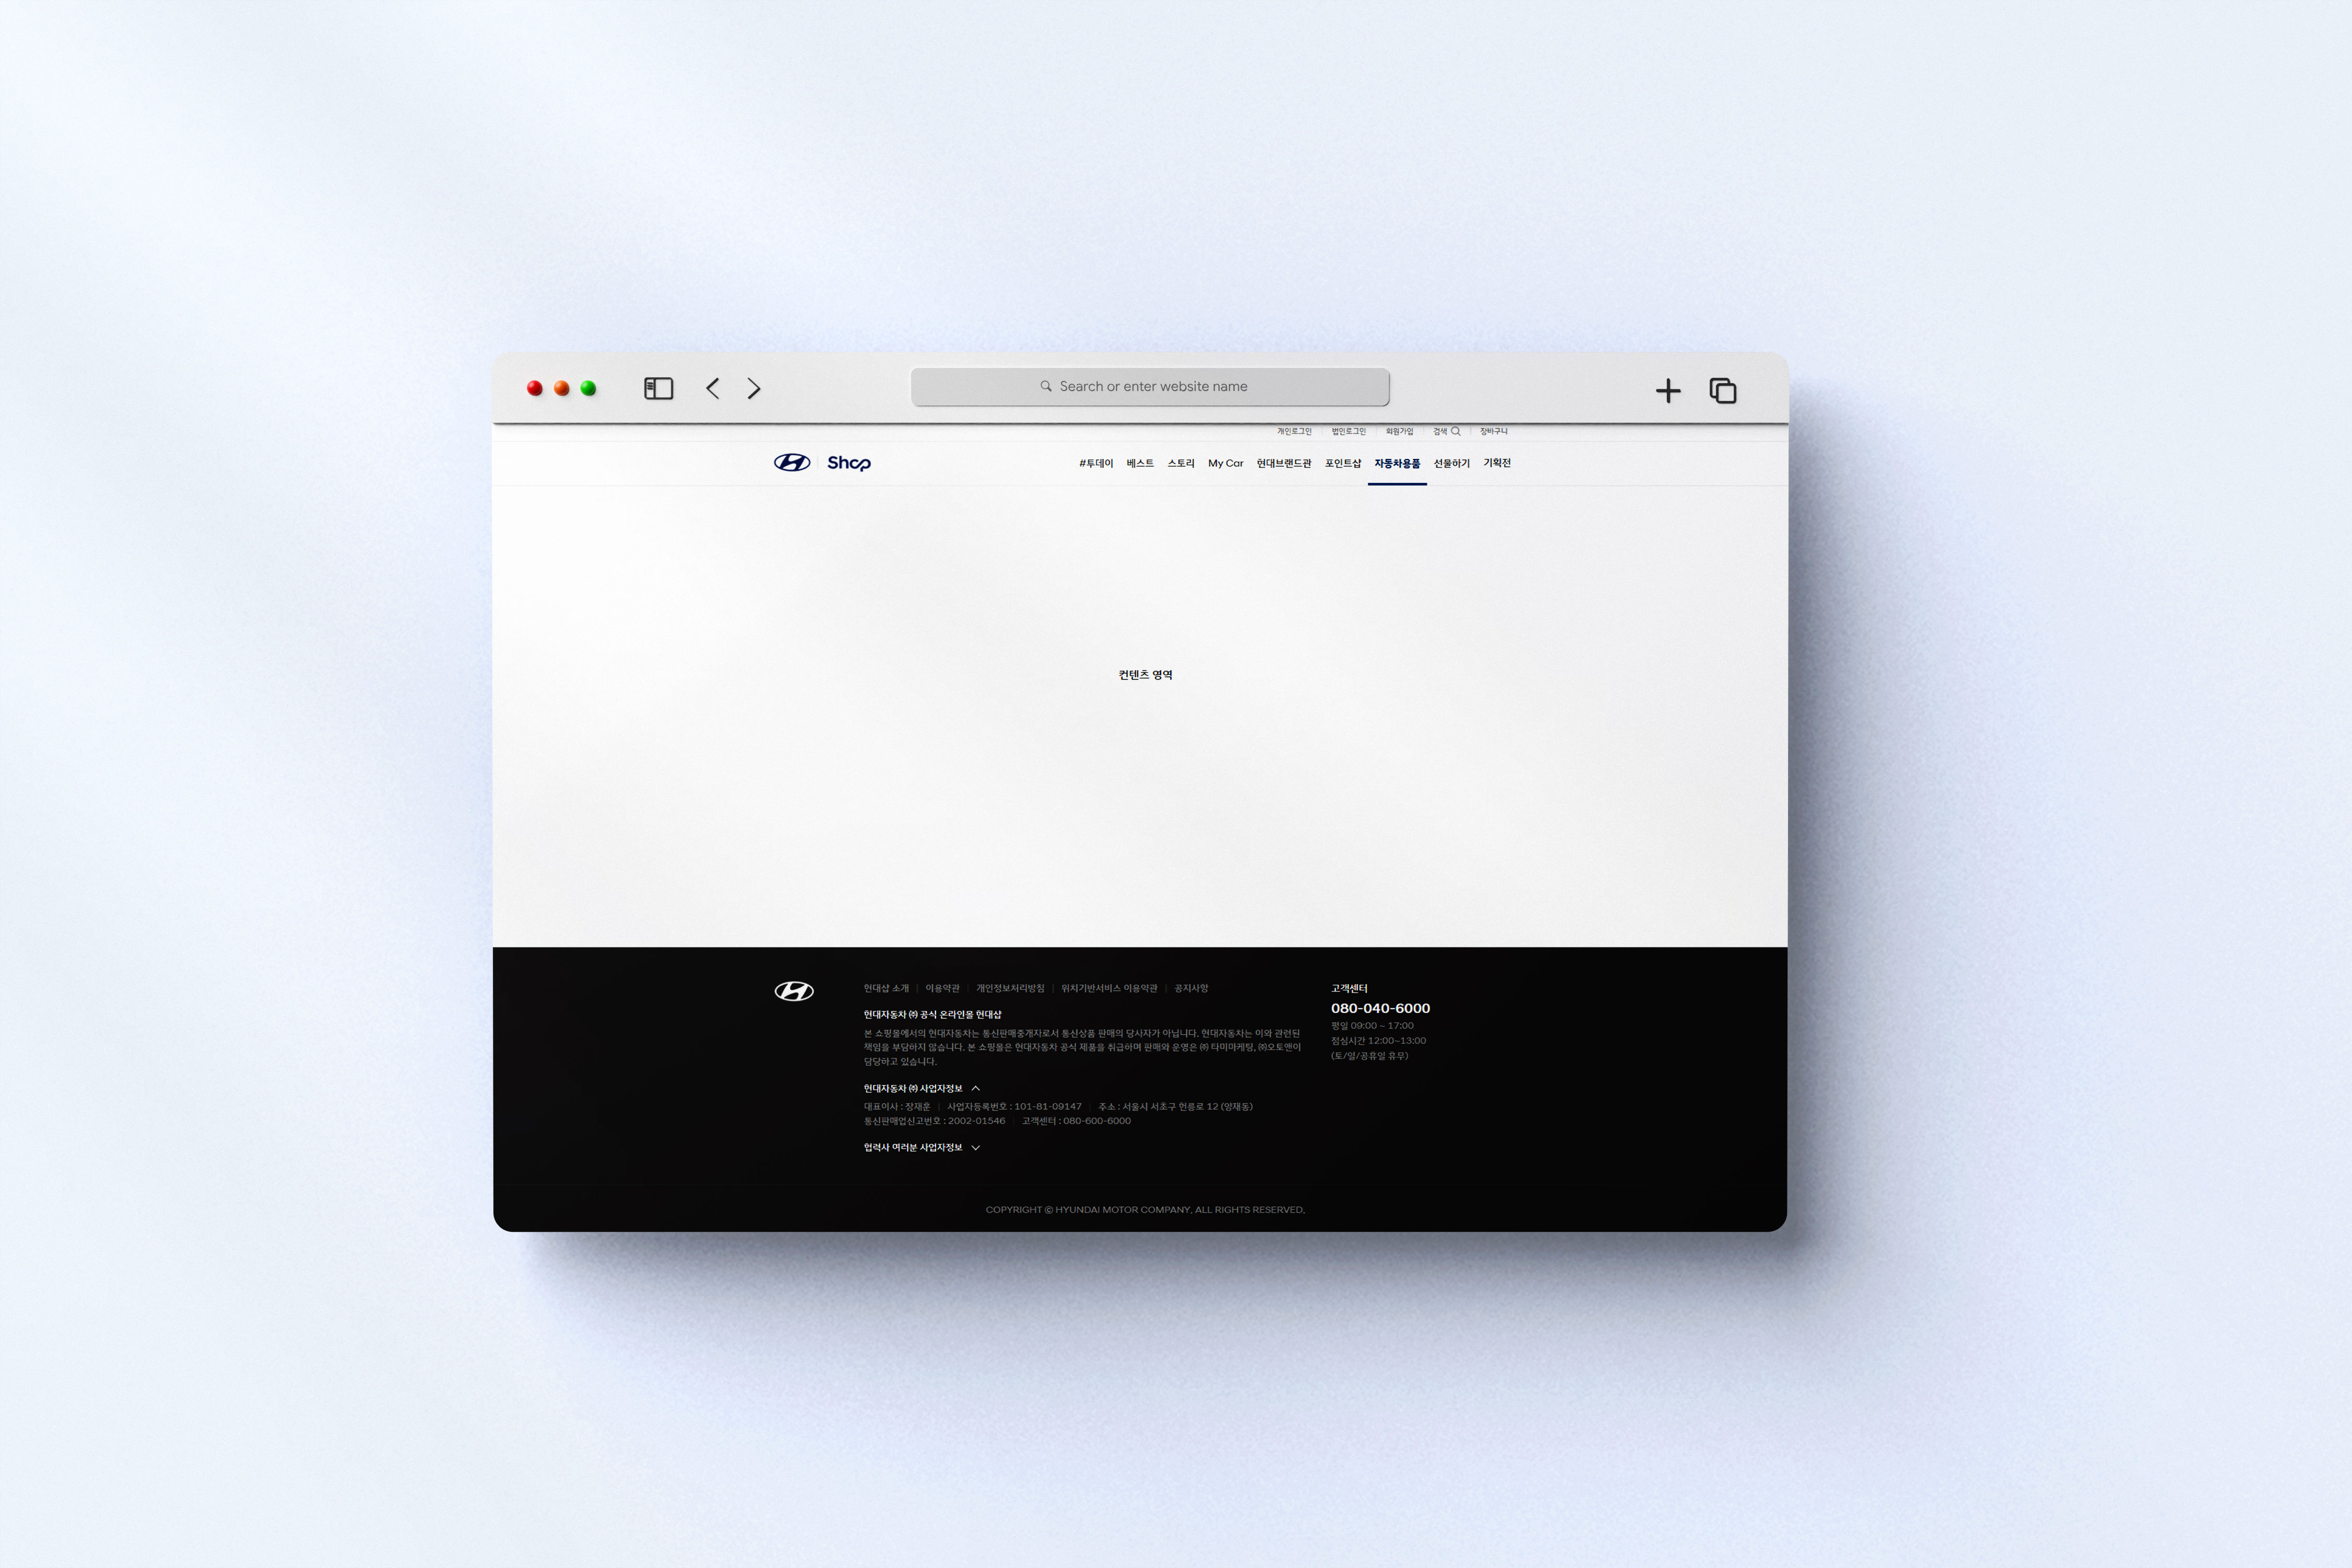 Search or enter website name
개인로그인 법인로그인 회원가입 검색 장바구니
Shop
#투데이 베스트 스토리 My Car 현대브랜드관 포인트샵 자동차용품 선물하기 기획전
컨텐츠 영역
현대샵 소개 | 이용약관 | 개인정보처리방침 | 위치기반서비스 이용약관 | 공지사항
현대자동차 ㈜ 공식 온라인몰 현대샵
본 쇼핑몰에서의 현대자동차는 통신판매중개자로서 통신상품 판매의 당사자가 아닙니다. 현대자동차는 이와 관련된
책임을 부담하지 않습니다. 본 쇼핑몰은 현대자동차 공식 제품을 취급하며 판매와 운영은 ㈜ 타미마케팅, ㈜오토앤이
담당하고 있습니다.
현대자동차 ㈜ 사업자정보
대표이사 : 장재훈 | 사업자등록번호 : 101-81-09147 | 주소 : 서울시 서초구 헌릉로 12 (양재동)
통신판매업신고번호 : 2002-01546 | 고객센터 : 080-600-6000
협력사 여러분 사업자정보
고객센터
080-040-6000
평일 09:00 ~ 17:00
점심시간 12:00~13:00
(토/일/공휴일 휴무)
COPYRIGHT © HYUNDAI MOTOR COMPANY. ALL RIGHTS RESERVED.